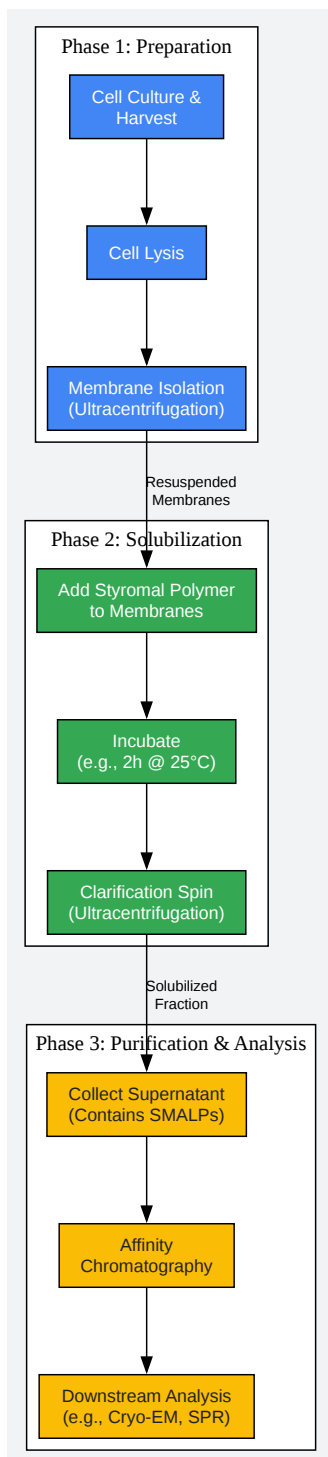 Phase 1: Preparation
Cell Culture &
Harvest
Cell Lysis
Membrane Isolation
(Ultracentrifugation)
Resuspended
Membranes
Phase 2: Solubilization
Add Styromal Polymer
to Membranes
Incubate
(e.g., 2h @ 25°C)
Clarification Spin
(Ultracentrifugation)
Solubilized
Fraction
Phase 3: Purification & Analysis
Collect Supernatant
(Contains SMALPs)
Affinity
Chromatography
Downstream Analysis
(e.g., Cryo-EM, SPR)